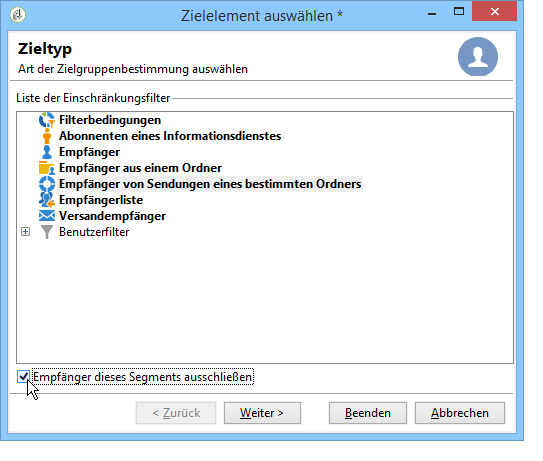 Zielelement auswählen *
Zieltyp
Art der Zielgruppenbestimmung auswählen
Liste der Einschränkungsfilter
Filterbedingungen
Abonnenten eines Informationsdienstes
Empfänger
Empfänger aus einem Ordner
Empfänger von Sendungen eines bestimmten Ordners
Empfängerliste
Versandempfänger
Benutzerfilter
Empfänger dieses Segments ausschließen
< Zurück Weiter > Beenden Abbrechen